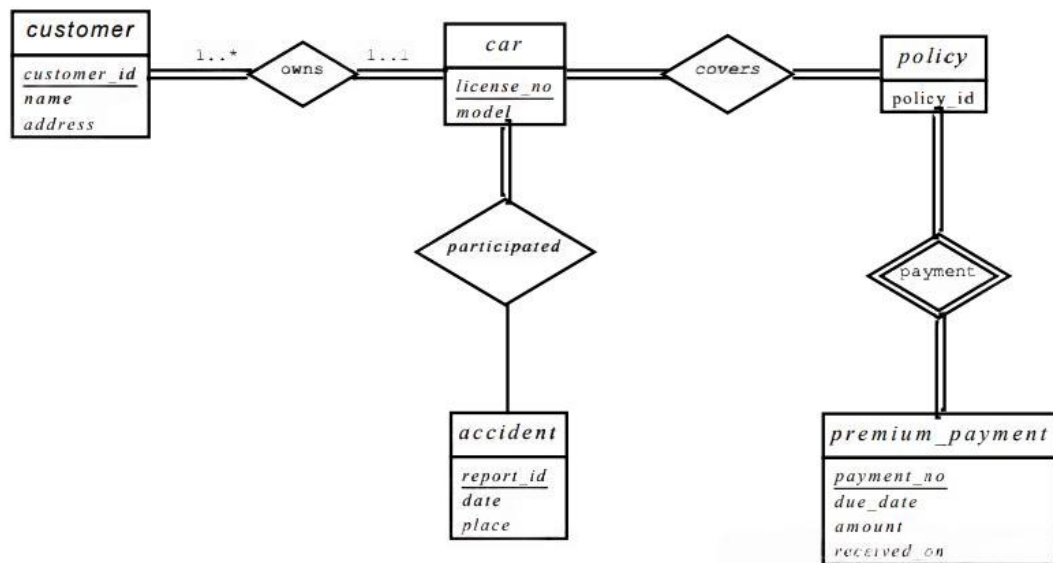 customer
customer_id
name
address
1..*
owns
1..1
car
license_no
model
covers
policy
policy_id
participated
payment
accident
report_id
date
place
premium_payment
payment_no
due_date
amount
received_on